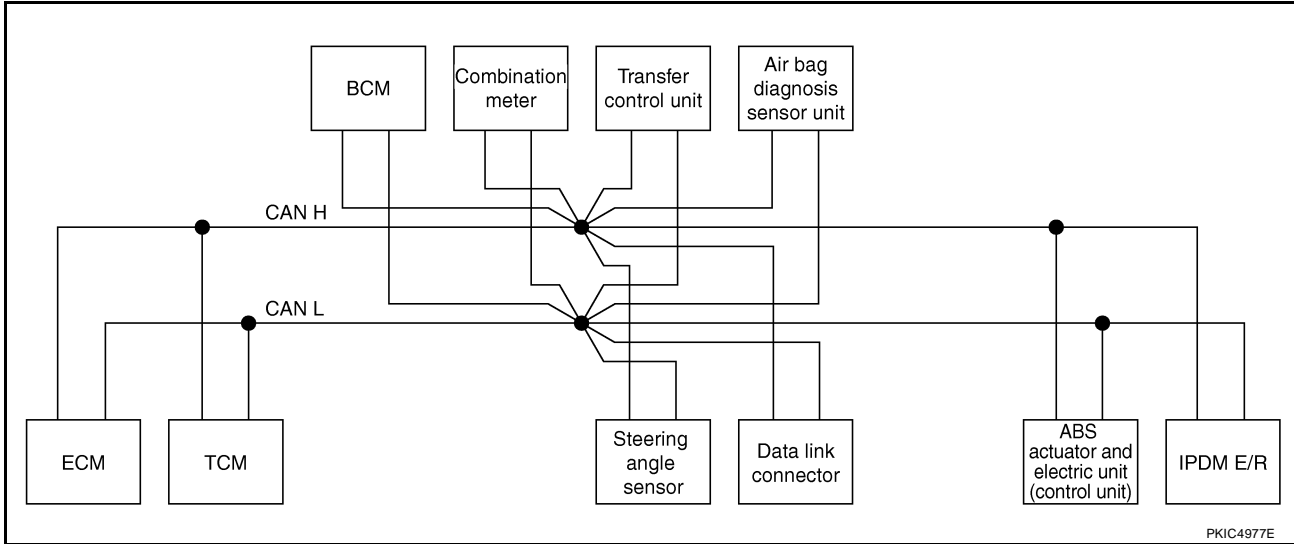 BCM
Combination
meter
Transfer
control unit
Air bag
diagnosis
sensor unit
CAN H
CAN L
ECM
TCM
Steering
angle
sensor
Data link
connector
ABS
actuator and
electric unit
(control unit)
IPDM E/R
PKIC4977E